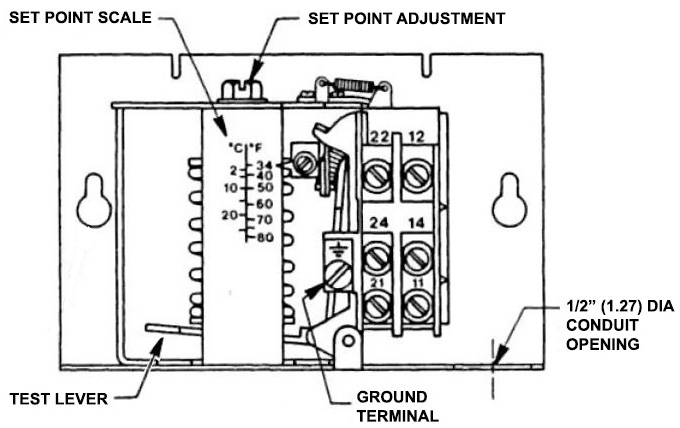 SET POINT SCALE
SET POINT ADJUSTMENT
°C °F
34
2 40
10 50
60
20 70
80
22 12
24 14
21 11
1/2” (1.27) DIA
CONDUIT
OPENING
TEST LEVER
GROUND
TERMINAL